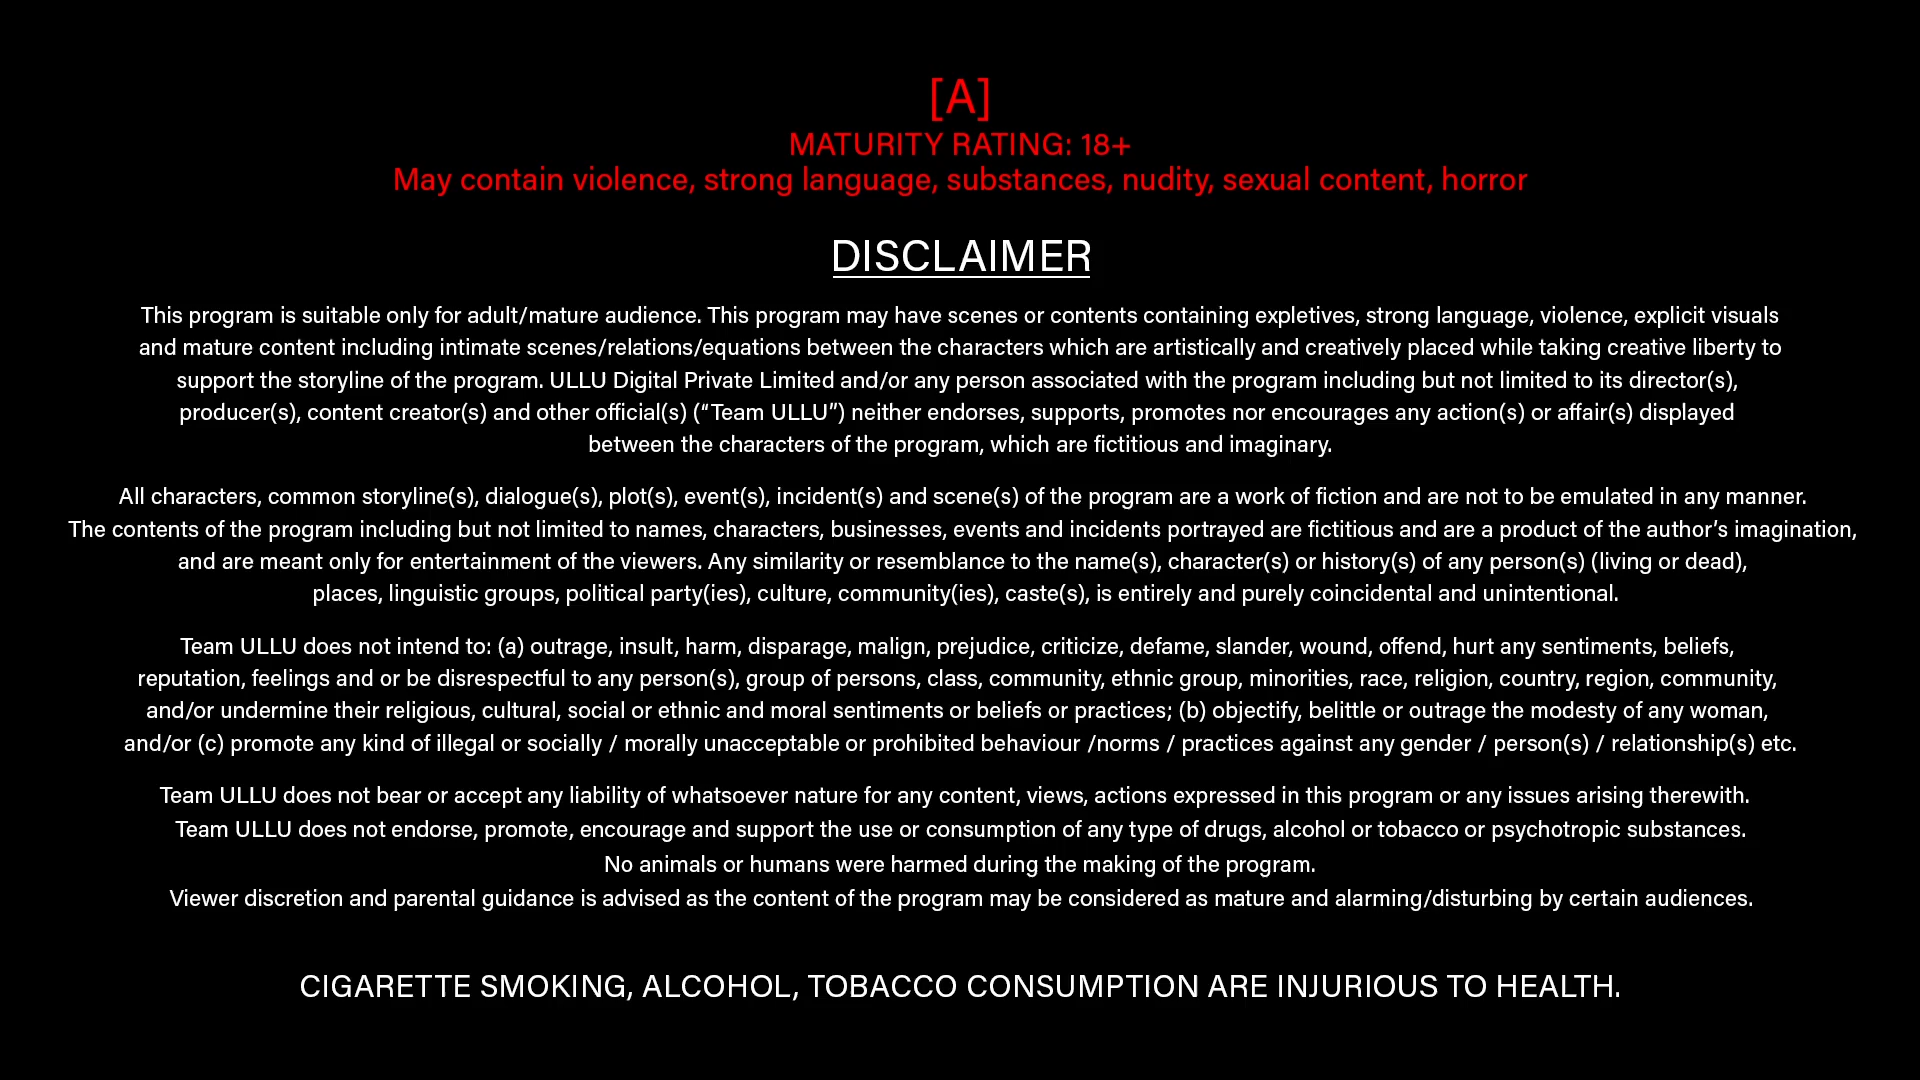 [A]
MATURITY RATING: 18+
May contain violence, strong language, substances, nudity, sexual content, horror
DISCLAIMER
This program is suitable only for adult/mature audience. This program may have scenes or contents containing expletives, strong language, violence, explicit visuals
and mature content including intimate scenes/relations/equations between the characters which are artistically and creatively placed while taking creative liberty to
support the storyline of the program. ULLU Digital Private Limited and/or any person associated with the program including but not limited to its director(s),
producer(s), content creator(s) and other official(s) (“Team ULLU”) neither endorses, supports, promotes nor encourages any action(s) or affair(s) displayed
between the characters of the program, which are fictitious and imaginary.
All characters, common storyline(s), dialogue(s), plot(s), event(s), incident(s) and scene(s) of the program are a work of fiction and are not to be emulated in any manner.
The contents of the program including but not limited to names, characters, businesses, events and incidents portrayed are fictitious and are a product of the author’s imagination,
and are meant only for entertainment of the viewers. Any similarity or resemblance to the name(s), character(s) or history(s) of any person(s) (living or dead),
places, linguistic groups, political party(ies), culture, community(ies), caste(s), is entirely and purely coincidental and unintentional.
Team ULLU does not intend to: (a) outrage, insult, harm, disparage, malign, prejudice, criticize, defame, slander, wound, offend, hurt any sentiments, beliefs,
reputation, feelings and or be disrespectful to any person(s), group of persons, class, community, ethnic group, minorities, race, religion, country, region, community,
and/or undermine their religious, cultural, social or ethnic and moral sentiments or beliefs or practices; (b) objectify, belittle or outrage the modesty of any woman,
and/or (c) promote any kind of illegal or socially / morally unacceptable or prohibited behaviour /norms / practices against any gender / person(s) / relationship(s) etc.
Team ULLU does not bear or accept any liability of whatsoever nature for any content, views, actions expressed in this program or any issues arising therewith.
Team ULLU does not endorse, promote, encourage and support the use or consumption of any type of drugs, alcohol or tobacco or psychotropic substances.
No animals or humans were harmed during the making of the program.
Viewer discretion and parental guidance is advised as the content of the program may be considered as mature and alarming/disturbing by certain audiences.
CIGARETTE SMOKING, ALCOHOL, TOBACCO CONSUMPTION ARE INJURIOUS TO HEALTH.